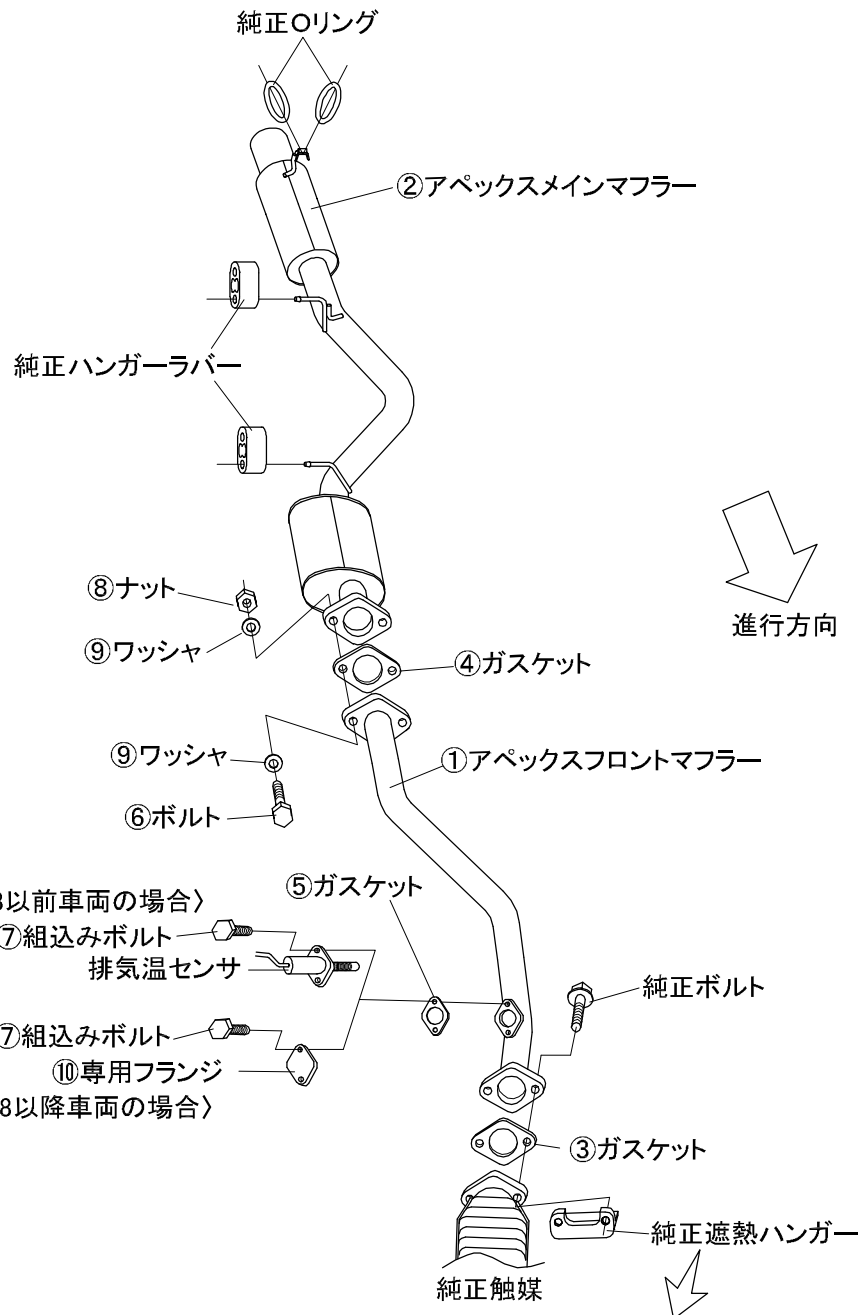 純正Oリング
②アペックスメインマフラー
純正ハンガーラバー
進行方向
⑧ナット
⑨ワッシャ
④ガスケット
⑨ワッシャ
①アペックスフロントマフラー
⑥ボルト
⑤ガスケット
以前車両の場合〉
⑦組込みボルト
排気温センサ
純正ボルト
⑦組込みボルト
⑩専用フランジ
8以降車両の場合〉
③ガスケット
純正遮熱ハンガー
純正触媒